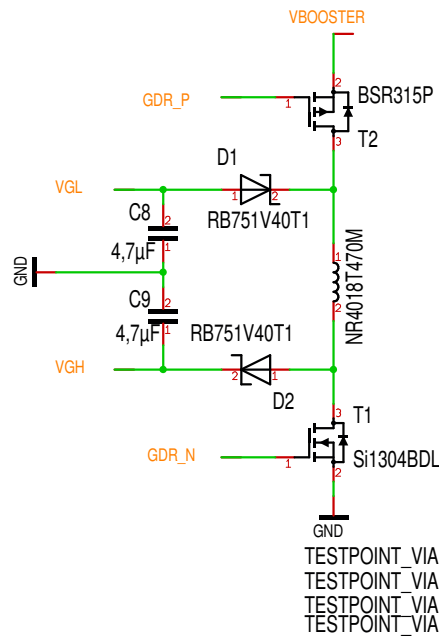 VBOOSTER
2
BSR315P
GDR_P
1
3
T2
D1
VGL
1
2
RB751V40T1
C8
2
1
4,7µF
1
NR4018T470M
2
GND
C9
2
1
4,7µF
RB751V40T1
VGH
2
1
D2
3
T1
GDR_N
1
Si1304BDL
2
GND
TESTPOINT_VIA
TESTPOINT_VIA
TESTPOINT_VIA
TESTPOINT_VIA